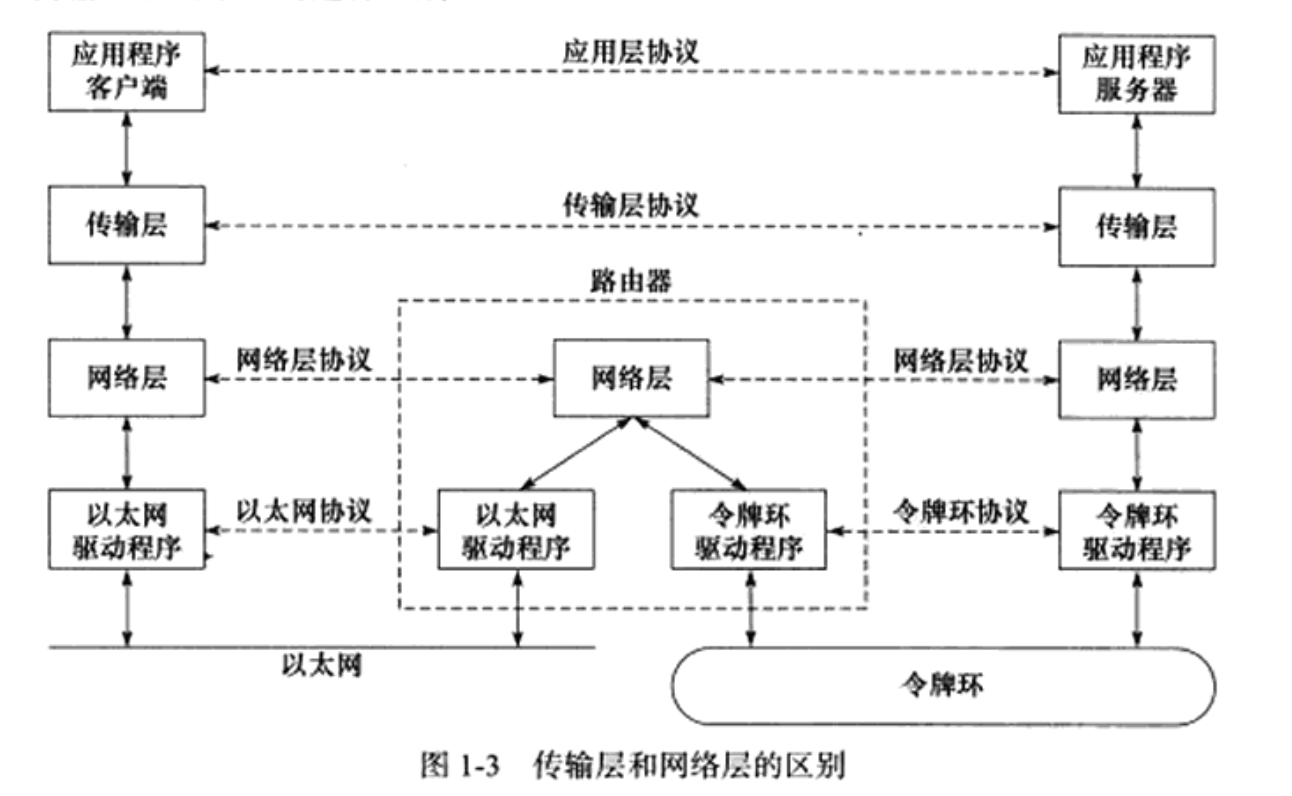 应用程序
客户端
应用层协议
应用程序
服务器
传输层
传输层协议
传输层
路由器
网络层
网络层协议
网络层
网络层协议
网络层
以太网
驱动程序
以太网协议
以太网
驱动程序
令牌环
驱动程序
令牌环协议
令牌环
驱动程序
以太网
令牌环
图 1-3 传输层和网络层的区别